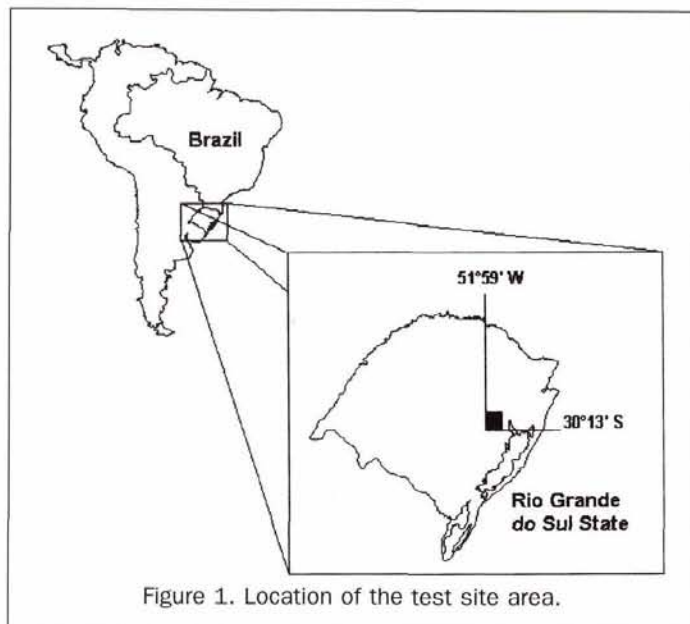 Brazil
51°59' W
30°13' S
Rio Grande
do Sul State
Figure 1. Location of the test site area.